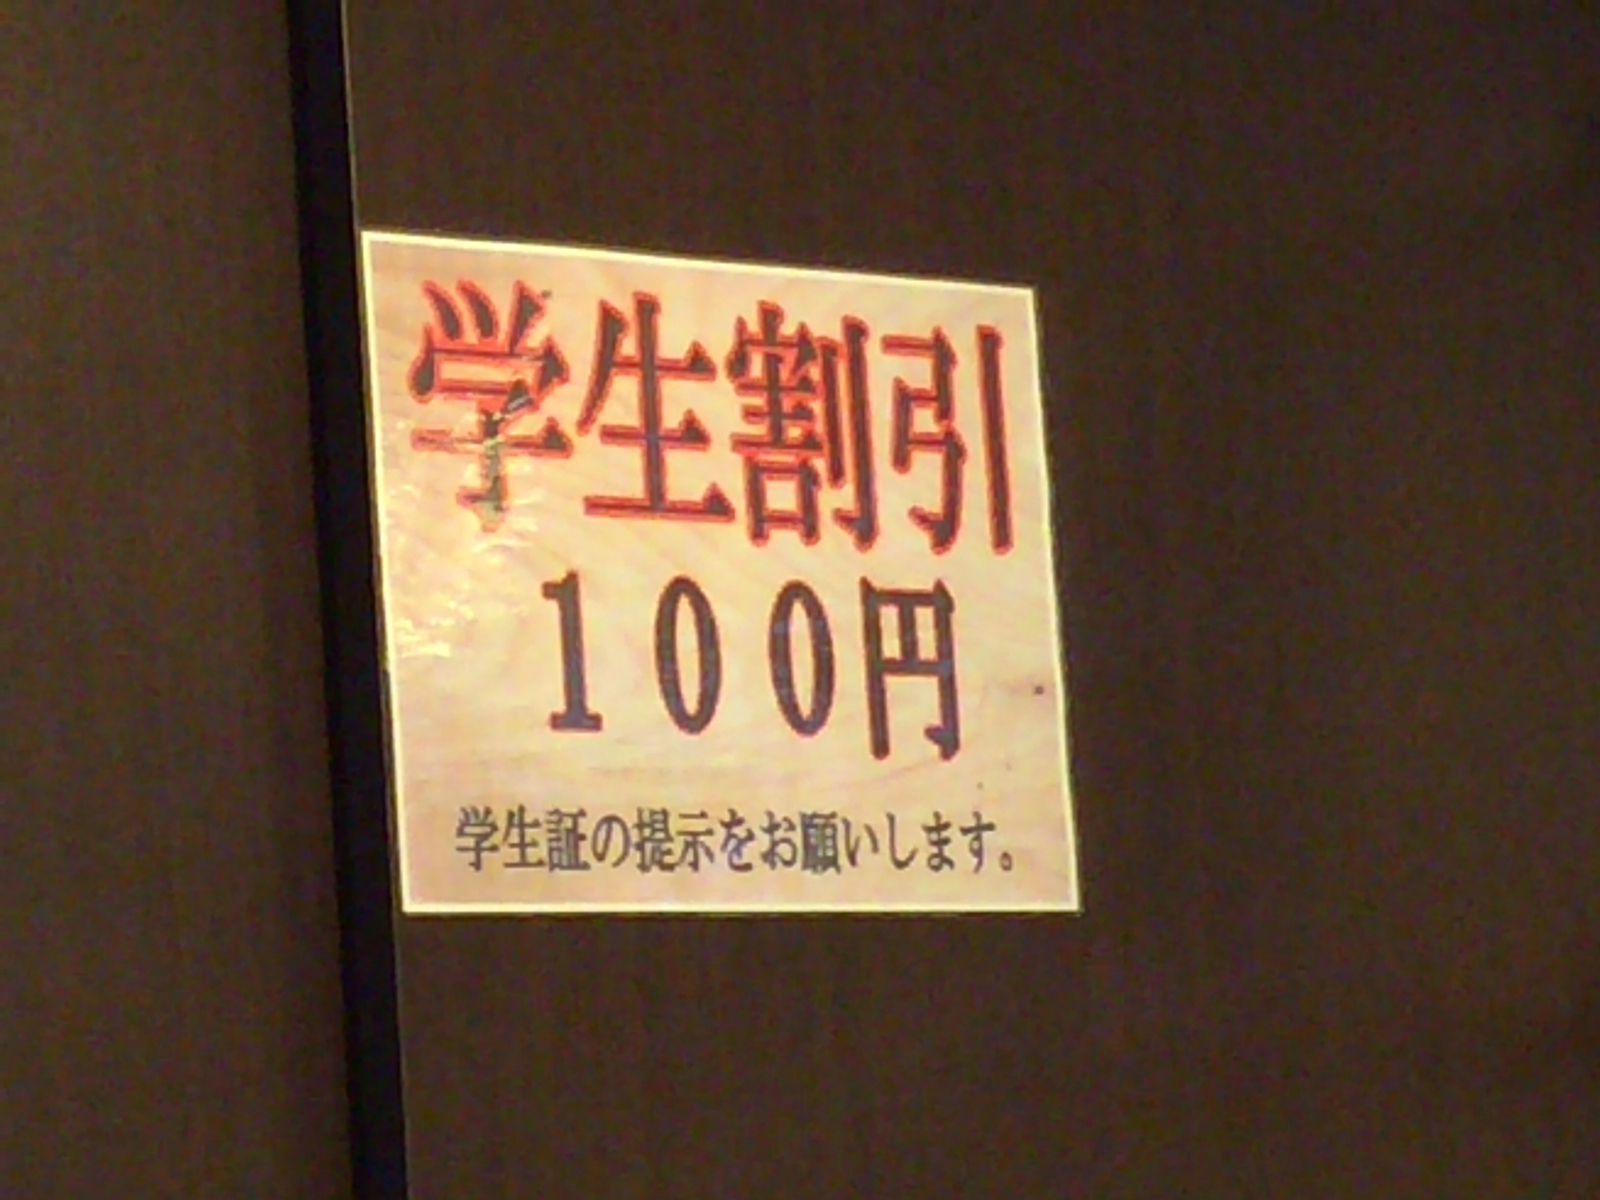 学生割引
１００円
学生証の提示をお願いします。